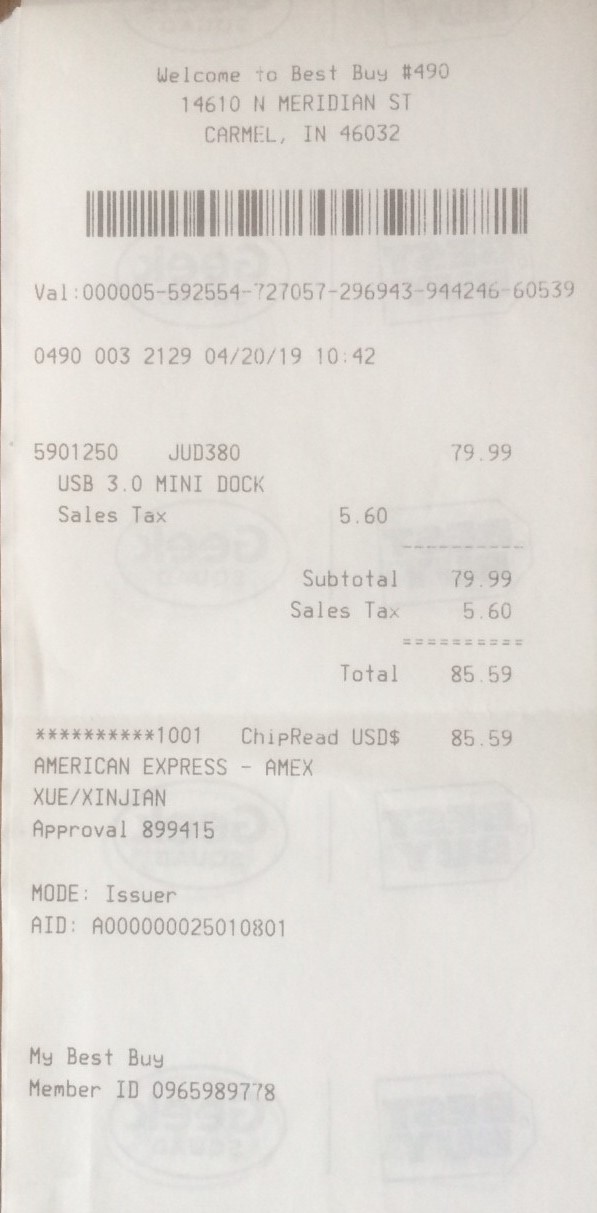 Welcome to Best Buy #490
14610 N MERIDIAN ST
CARMEL, IN 46032
Val:000005-592554-727057-296943-944246-60539
0490 003 2129 04/20/19 10:42
5901250 JUD380 79.99
USB 3.0 MINI DOCK
Sales Tax 5.60
----------
Subtotal 79.99
Sales Tax 5.60
==========
Total 85.59
**********1001 ChipRead USD$ 85.59
AMERICAN EXPRESS - AMEX
XUE/XINJIAN
Approval 899415
MODE: Issuer
AID: A000000025010801
My Best Buy
Member ID 0965989778